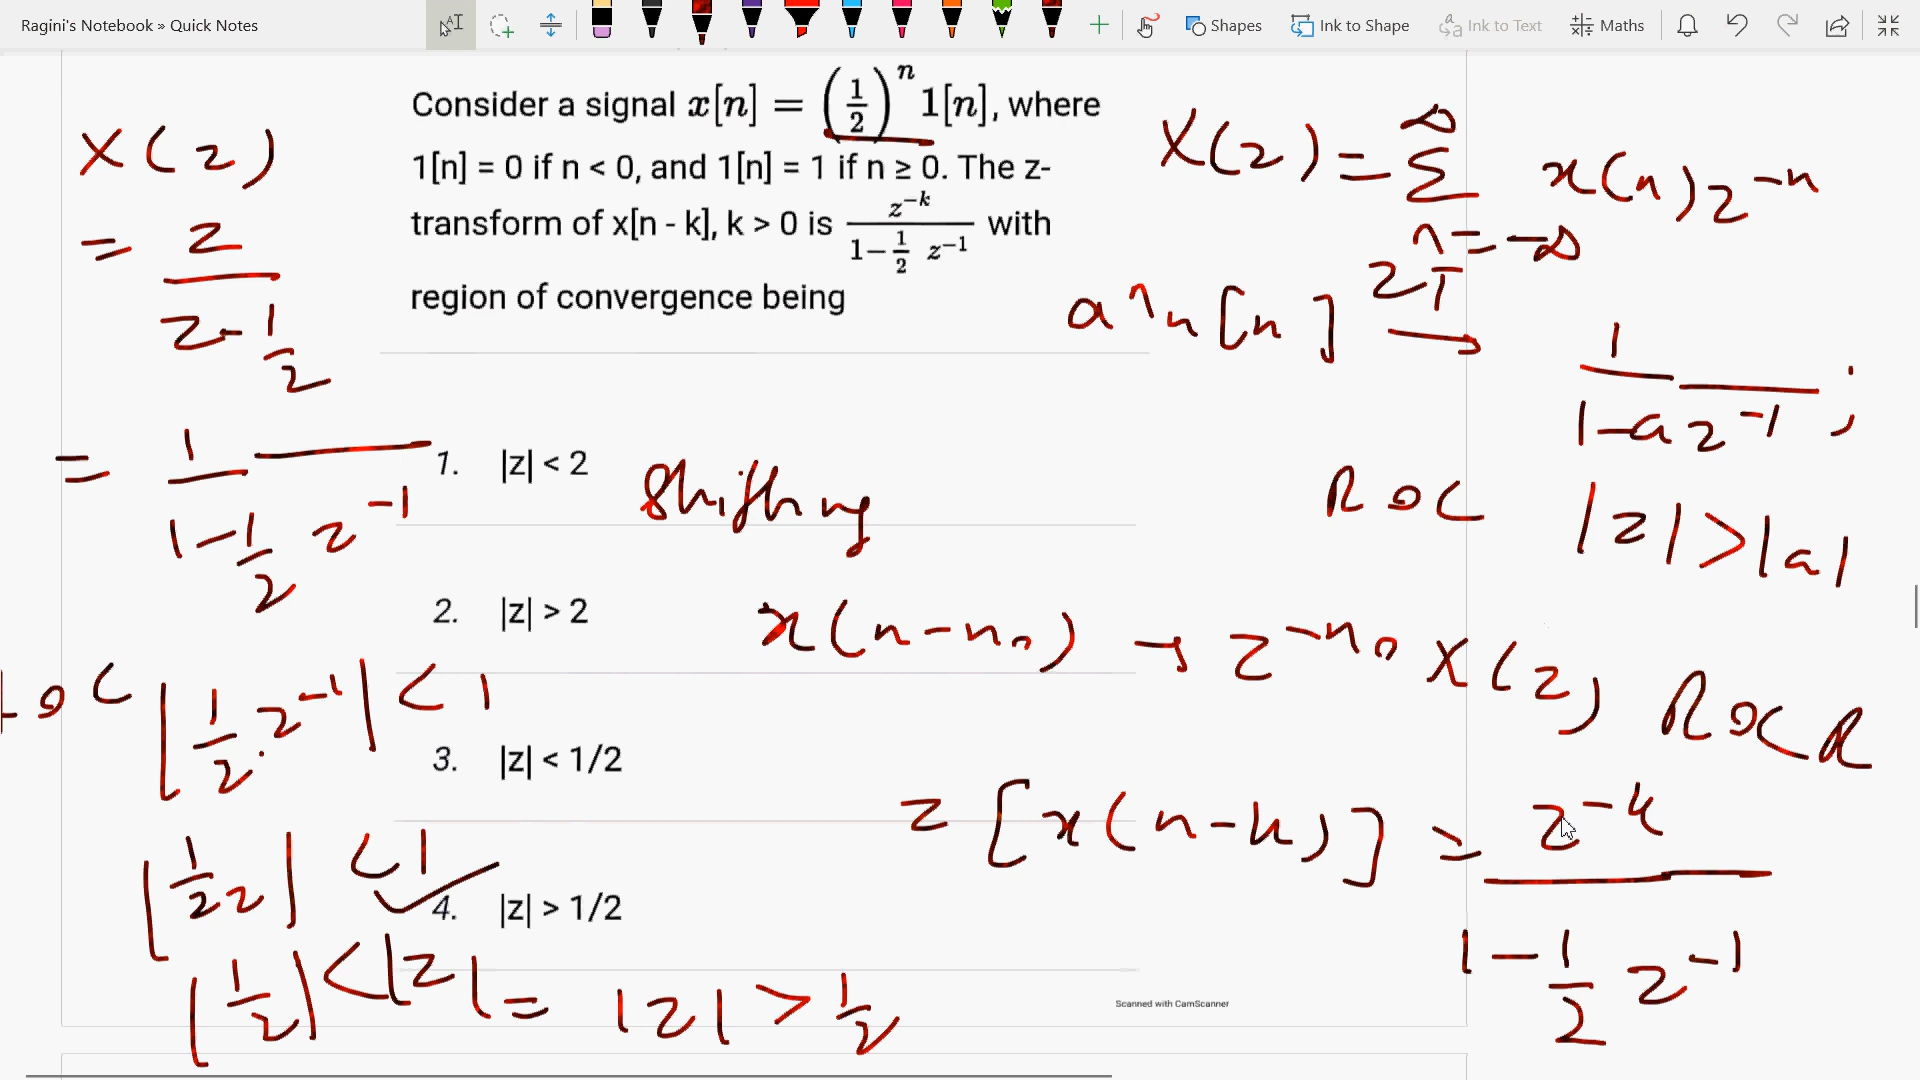 Ragini's Notebook » Quick Notes
Shapes
Ink to Shape
Ink to Text
Maths
Consider a signal x[n] = (1/2)^n 1[n], where
1[n] = 0 if n < 0, and 1[n] = 1 if n ≥ 0. The z-
transform of x[n - k], k > 0 is z^{-k} / (1 - 1/2 z^{-1}) with
region of convergence being
1. |z| < 2
2. |z| > 2
3. |z| < 1/2
4. |z| > 1/2
X(z)
= z / (z - 1/2)
= 1 / (1 - 1/2 z^{-1})
|1/2 . z^{-1}| < 1
|1/2z| < 1
|1/2| < |z| = |z| > 1/2
X(z) = Σ_{n=-∞}^{∞} x(n) z^{-n}
a^n u[n] ZT → 1 / (1 - a z^{-1}) ;
ROC |z| > |a|
Shifting
x(n-n0) → z^{-n0} X(z) ROC R
z [x(n-k)] = z^{-k} / (1 - 1/2 z^{-1})
Scanned with CamScanner